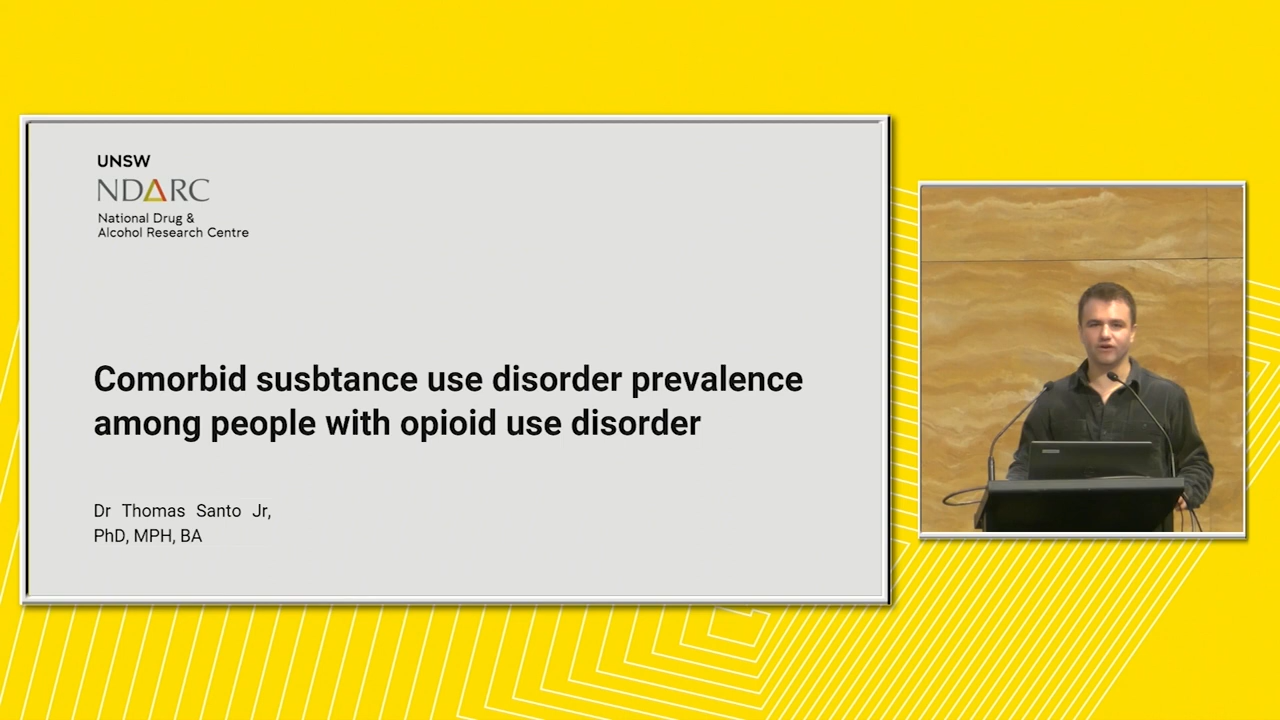 UNSW
NDARC
National Drug &
Alcohol Research Centre
Comorbid susbtance use disorder prevalence
among people with opioid use disorder
Dr Thomas Santo Jr,
PhD, MPH, BA